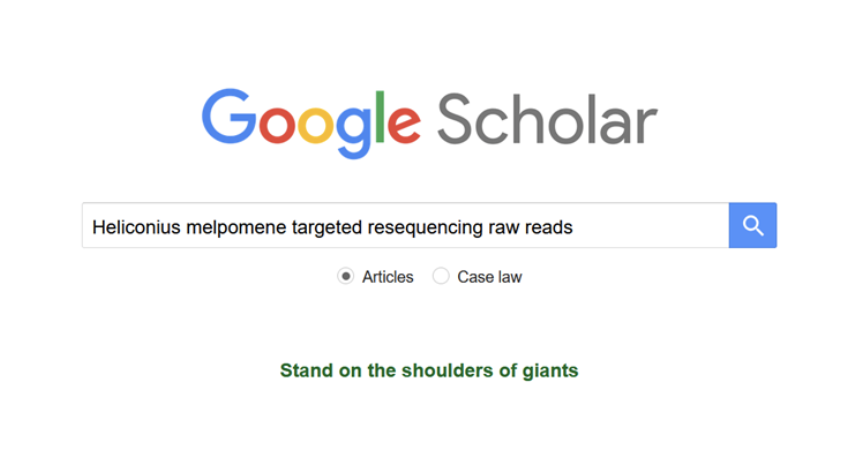 Google Scholar
Heliconius melpomene targeted resequencing raw reads
Articles Case law
Stand on the shoulders of giants